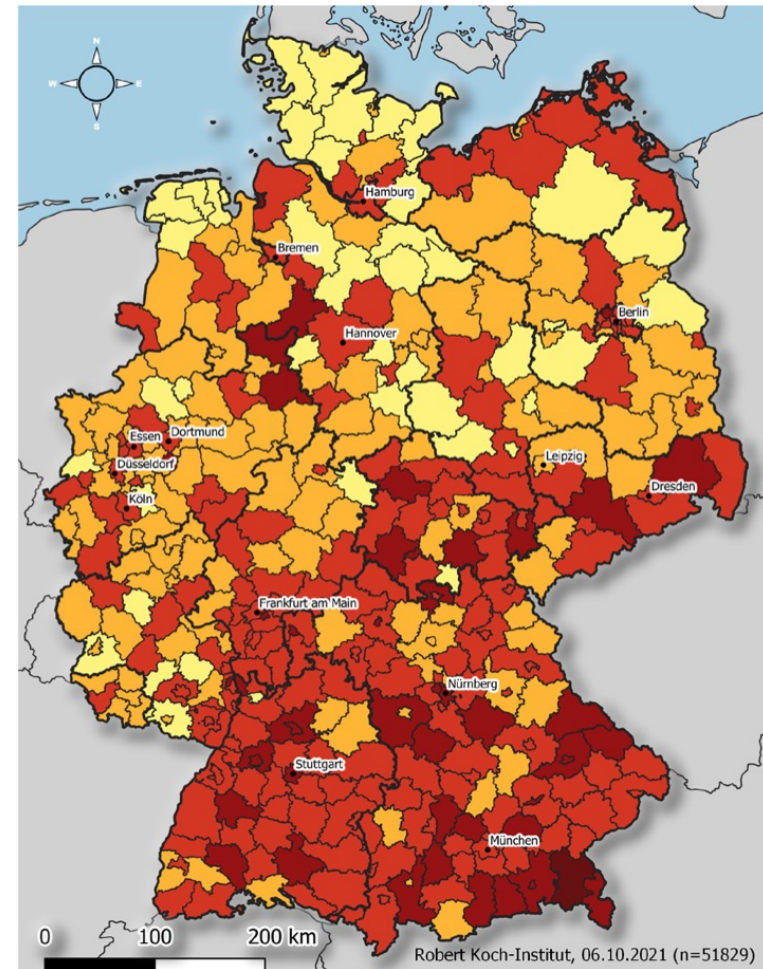 N
W E
S
Hamburg
Bremen
Berlin
Hannover
Essen
Dortmund
Düsseldorf
Leipzig
Köln
Dresden
Frankfurt am Main
Nürnberg
Stuttgart
München
0 100 200 km
Robert Koch-Institut, 06.10.2021 (n=51829)